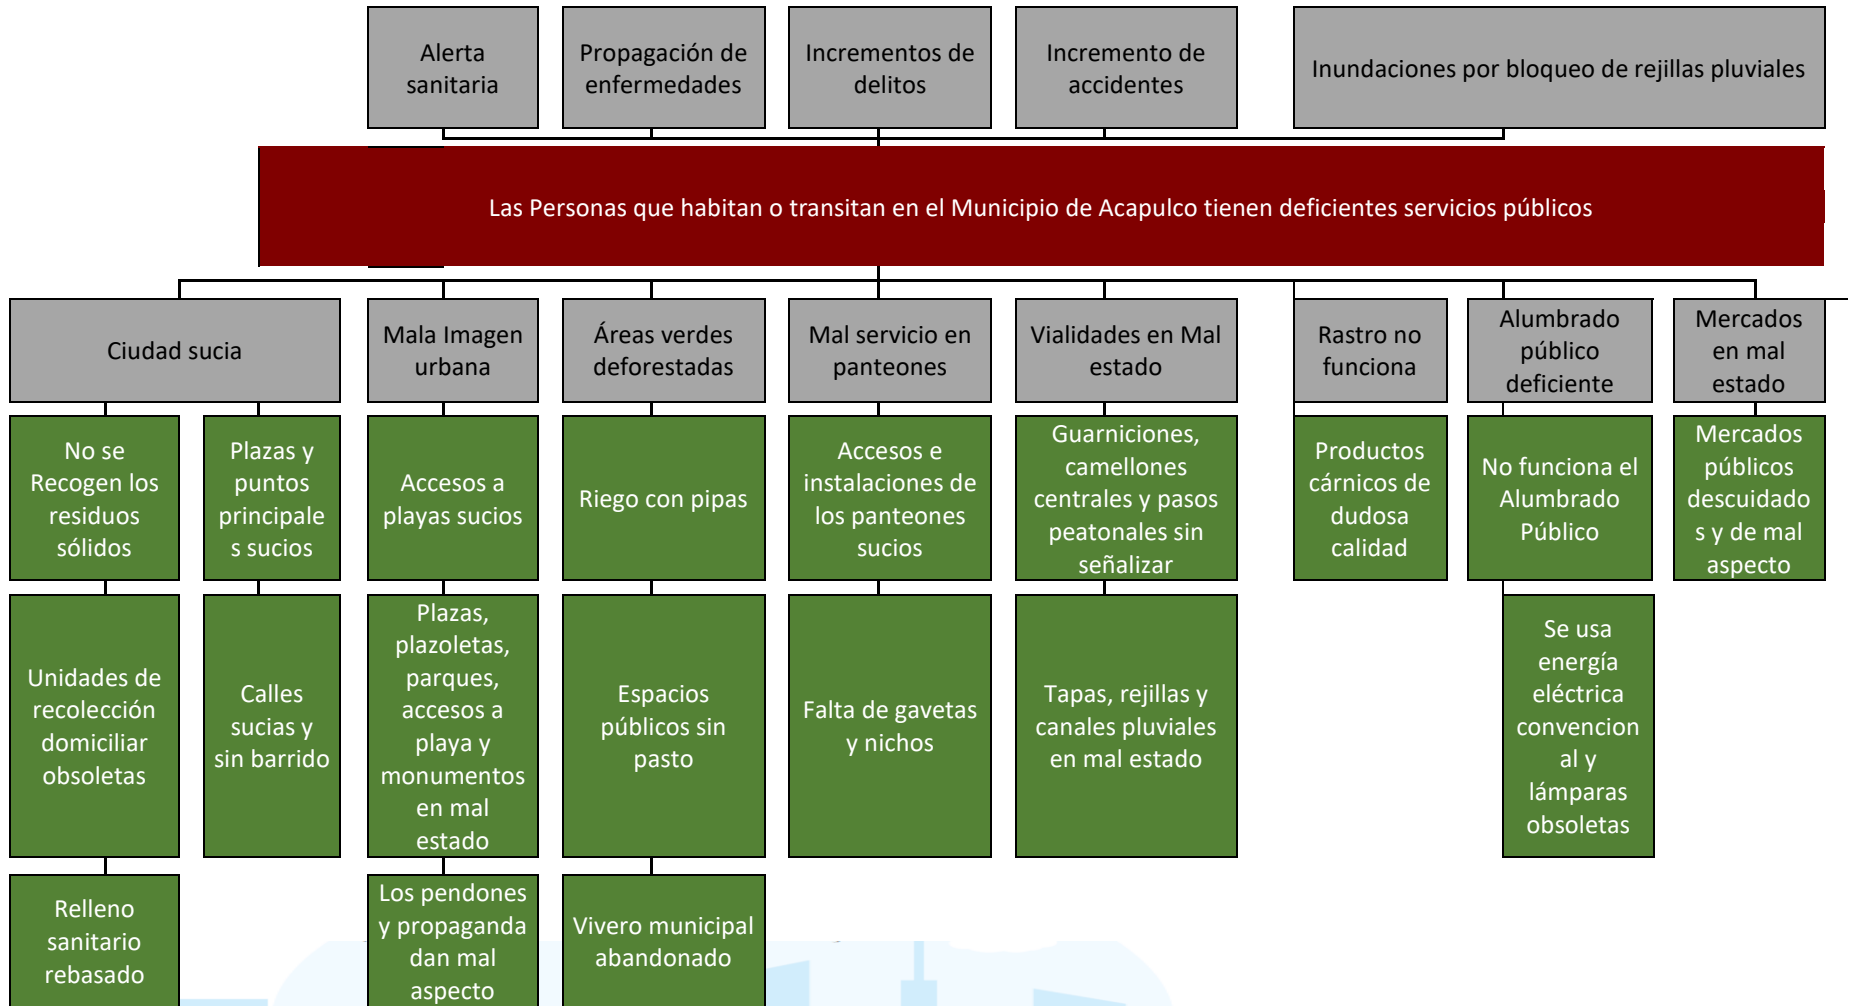 Alerta
sanitaria
Propagación de
enfermedades
Incrementos de
delitos
Incremento de
accidentes
Inundaciones por bloqueo de rejillas pluviales
Las Personas que habitan o transitan en el Municipio de Acapulco tienen deficientes servicios públicos
Ciudad sucia
Mala Imagen
urbana
Áreas verdes
deforestadas
Mal servicio en
panteones
Vialidades en Mal
estado
Rastro no
funciona
Alumbrado
público
deficiente
Mercados
en mal
estado
No se
Recogen los
residuos
sólidos
Plazas y
puntos
principale
s sucios
Accesos a
playas sucios
Riego con pipas
Accesos e
instalaciones de
los panteones
sucios
Guarniciones,
camellones
centrales y pasos
peatonales sin
señalizar
Productos
cárnicos de
dudosa
calidad
No funciona el
Alumbrado
Público
Mercados
públicos
descuidado
s y de mal
aspecto
Unidades de
recolección
domiciliar
obsoletas
Calles
sucias y
sin barrido
Plazas,
plazoletas,
parques,
accesos a
playa y
monumentos
en mal
estado
Espacios
públicos sin
pasto
Falta de gavetas
y nichos
Tapas, rejillas y
canales pluviales
en mal estado
Se usa
energía
eléctrica
convencion
al y
lámparas
obsoletas
Relleno
sanitario
rebasado
Los pendones
y propaganda
dan mal
aspecto
Vivero municipal
abandonado